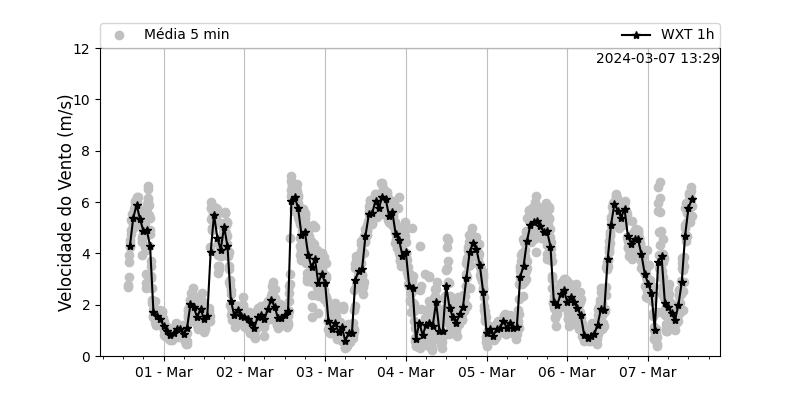 Média 5 min
WXT 1h
2024-03-07 13:29
Velocidade do Vento (m/s)
12
10
8
6
4
2
0
01 - Mar
02 - Mar
03 - Mar
04 - Mar
05 - Mar
06 - Mar
07 - Mar